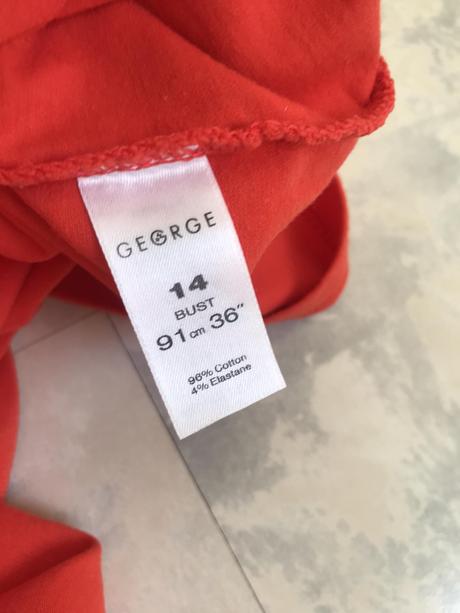 GEORGE
14
BUST
91cm 36"
96% Cotton
4% Elastane